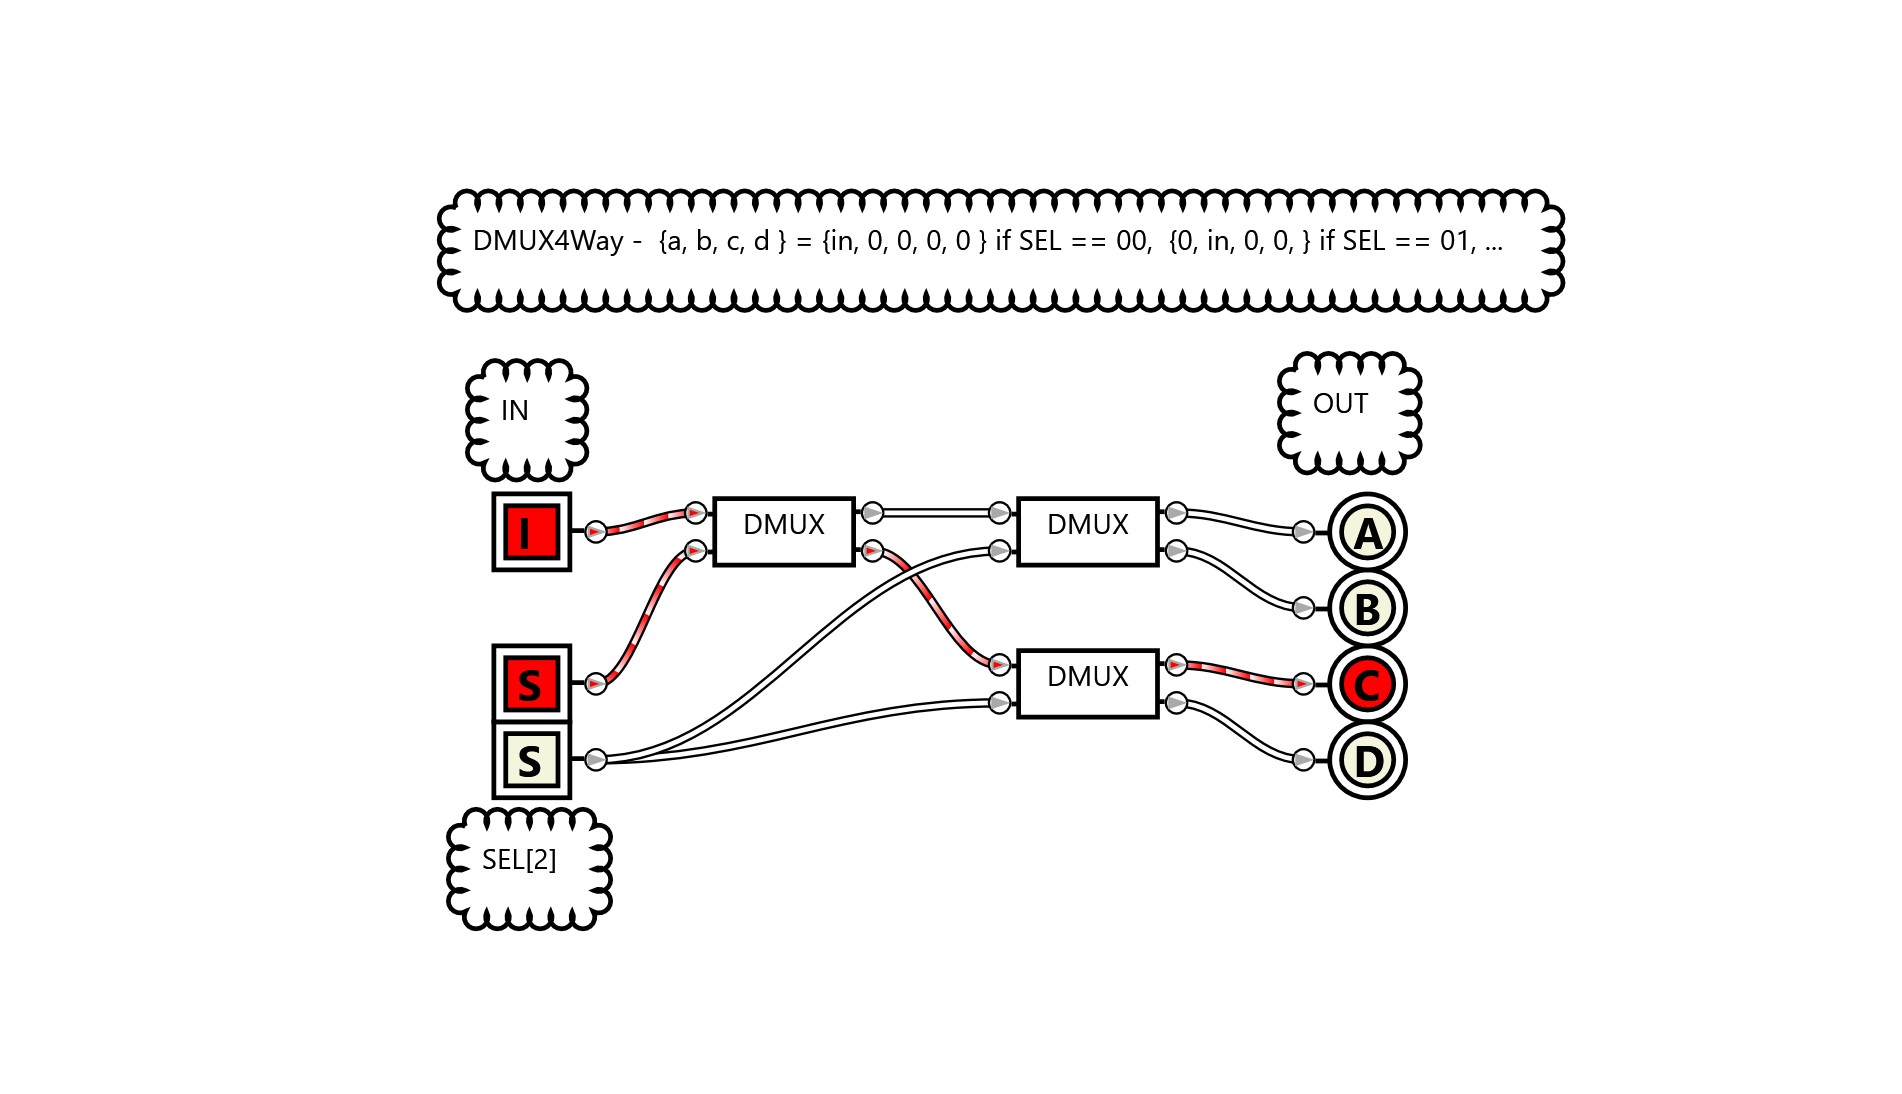 DMUX4Way -  {a, b, c, d } = {in, 0, 0, 0, 0 } if SEL == 00,  {0, in, 0, 0, } if SEL == 01, ...
IN
OUT
I
DMUX
DMUX
A
B
S
DMUX
C
S
D
SEL[2]